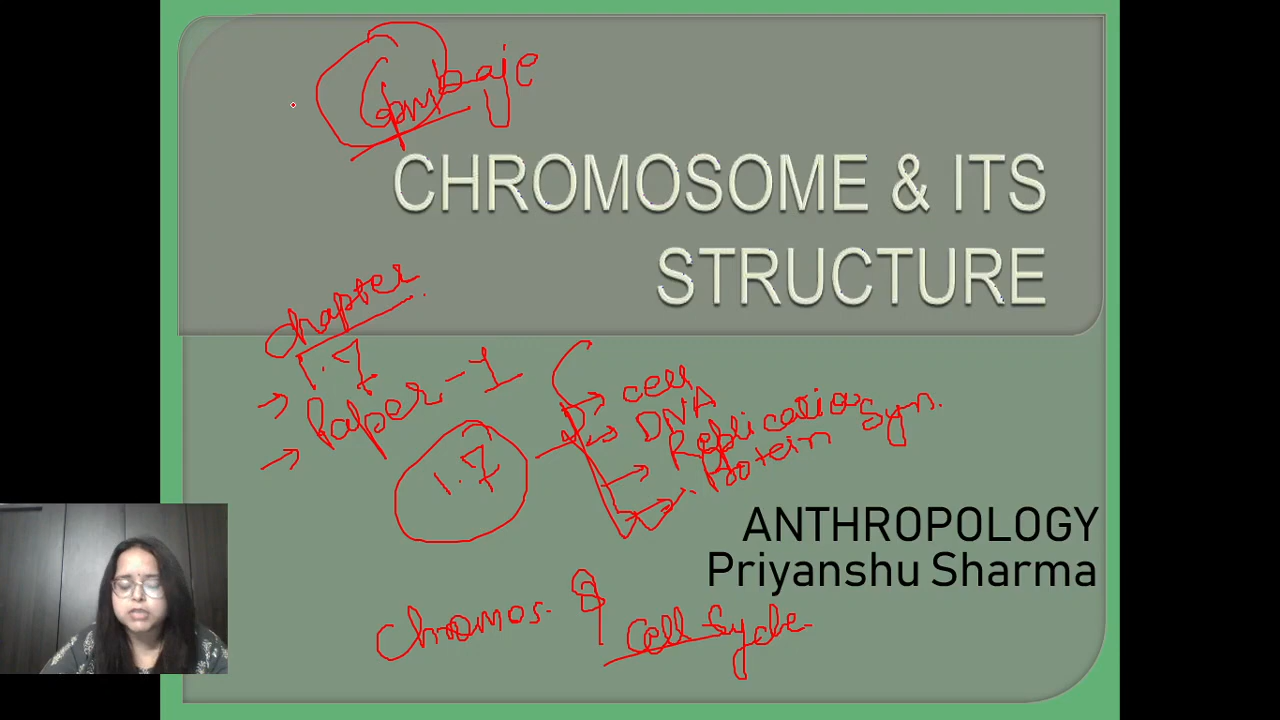 CHROMOSOME & ITS
STRUCTURE
chapter
1.7
→ Paper-1
1.7
→ cell
→ DNA
→ Replication
→ Protein Syn.
ANTHROPOLOGY
Priyanshu Sharma
Chromos. &
Cell Cycle